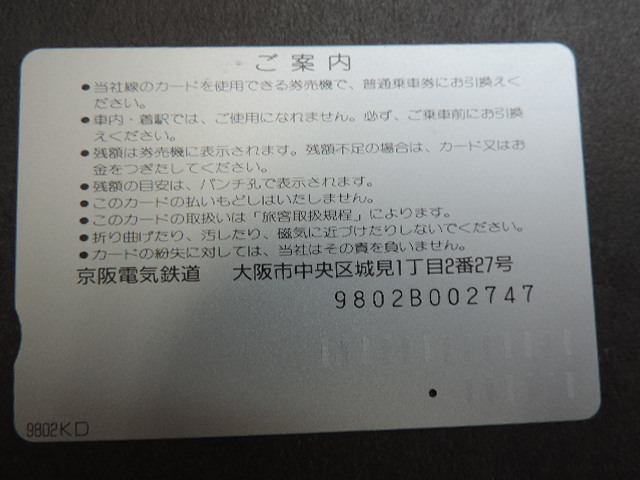 ご案内
●当社線のカードを使用できる券売機で、普通乗車券にお引換えく
ださい。
●車内・着駅では、ご使用になれません。必ず、ご乗車前にお引換
えください。
●残額は券売機に表示されます。残額不足の場合は、カード又はお
金をつぎたしてください。
●残額の目安は、パンチ孔で表示されます。
●このカードの払いもどしはいたしません。
●このカードの取扱いは「旅客取扱規程」によります。
●折り曲げたり、汚したり、磁気に近づけたりしないでください。
●カードの紛失に対しては、当社はその責を負いません。
京阪電気鉄道 大阪市中央区城見1丁目2番27号
9802B002747
9802KD